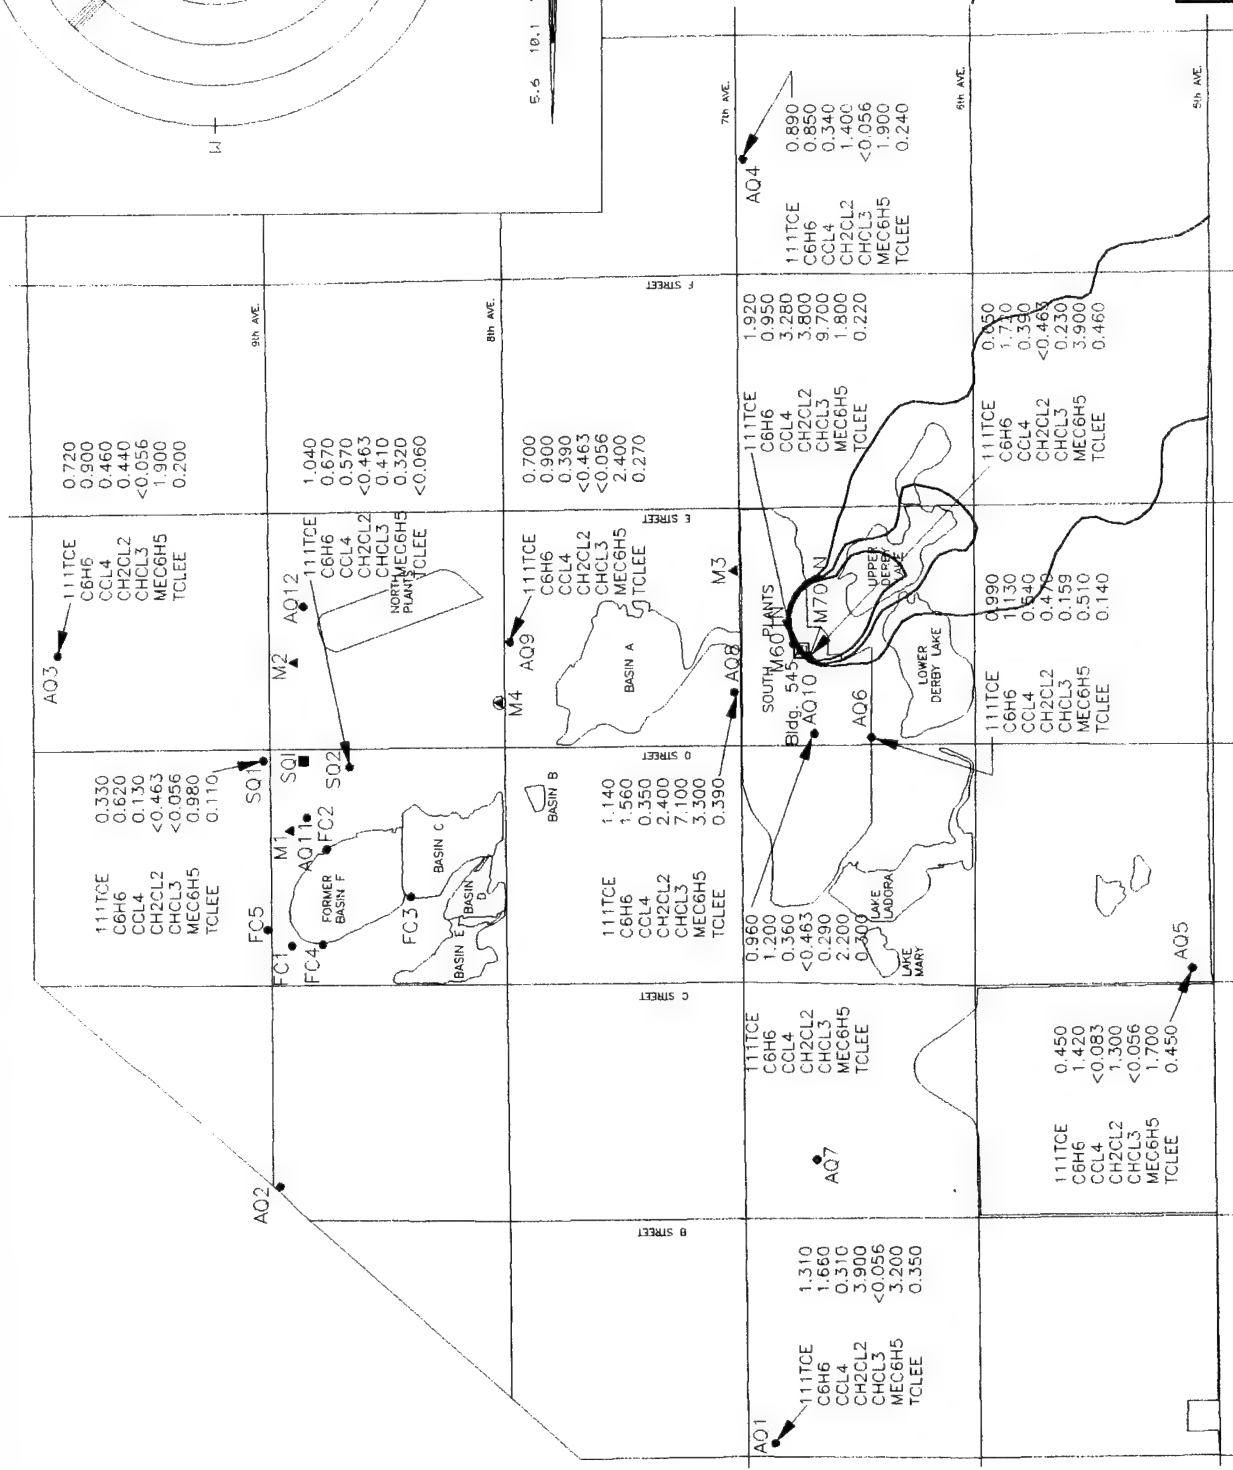 5.6 10.1
M
7th AVE.
6th AVE.
5th AVE.
9th AVE.
8th AVE.
F STREET
E STREET
D STREET
C STREET
B STREET
AQ4
111TCE 0.890
C6H6 0.850
CCL4 0.340
CH2CL2 1.400
CHCL3 <0.056
MEC6H5 1.900
TCLEE 0.240
AQ3
111TCE 0.720
C6H6 0.900
CCL4 0.460
CH2CL2 0.440
CHCL3 <0.056
MEC6H5 1.900
TCLEE 0.200
111TCE 1.040
C6H6 0.670
CCL4 0.570
CH2CL2 <0.463
CHCL3 0.410
MEC6H5 0.320
TCLEE <0.060
AQ12
M2
NORTH
PLANTS
111TCE 0.700
C6H6 0.900
CCL4 0.390
CH2CL2 <0.463
CHCL3 <0.056
MEC6H5 2.400
TCLEE 0.270
AQ9
M4
BASIN A
111TCE 1.920
C6H6 0.950
CCL4 3.280
CH2CL2 3.800
CHCL3 9.700
MEC6H5 1.800
TCLEE 0.220
M3
AQ8
SOUTH PLANTS
M60
M70
N
Bldg. 545
AQ10
AQ6
UPPER
DERBY
LAKE
LOWER
DERBY LAKE
111TCE 0.650
C6H6 1.770
CCL4 0.390
CH2CL2 <0.463
CHCL3 0.230
MEC6H5 3.900
TCLEE 0.460
111TCE 0.990
C6H6 1.130
CCL4 0.540
CH2CL2 0.470
CHCL3 0.159
MEC6H5 0.510
TCLEE 0.140
SQ1
SQI
SQ2
M1
AQ11
FC2
FC5
FC1
FC4
FC3
FORMER
BASIN F
BASIN C
BASIN
D
BASIN E
BASIN B
111TCE 0.330
C6H6 0.620
CCL4 0.130
CH2CL2 <0.463
CHCL3 <0.056
MEC6H5 0.980
TCLEE 0.110
111TCE 1.140
C6H6 1.560
CCL4 0.350
CH2CL2 2.400
CHCL3 7.100
MEC6H5 3.300
TCLEE 0.390
111TCE 0.960
C6H6 1.200
CCL4 0.360
CH2CL2 <0.463
CHCL3 0.290
MEC6H5 2.200
TCLEE 0.300
LAKE
LADORA
LAKE
MARY
AQ2
AQ7
AQ5
111TCE 0.450
C6H6 1.420
CCL4 <0.083
CH2CL2 1.300
CHCL3 <0.056
MEC6H5 1.700
TCLEE 0.450
AQ1
111TCE 1.310
C6H6 1.660
CCL4 0.310
CH2CL2 3.900
CHCL3 <0.056
MEC6H5 3.200
TCLEE 0.350